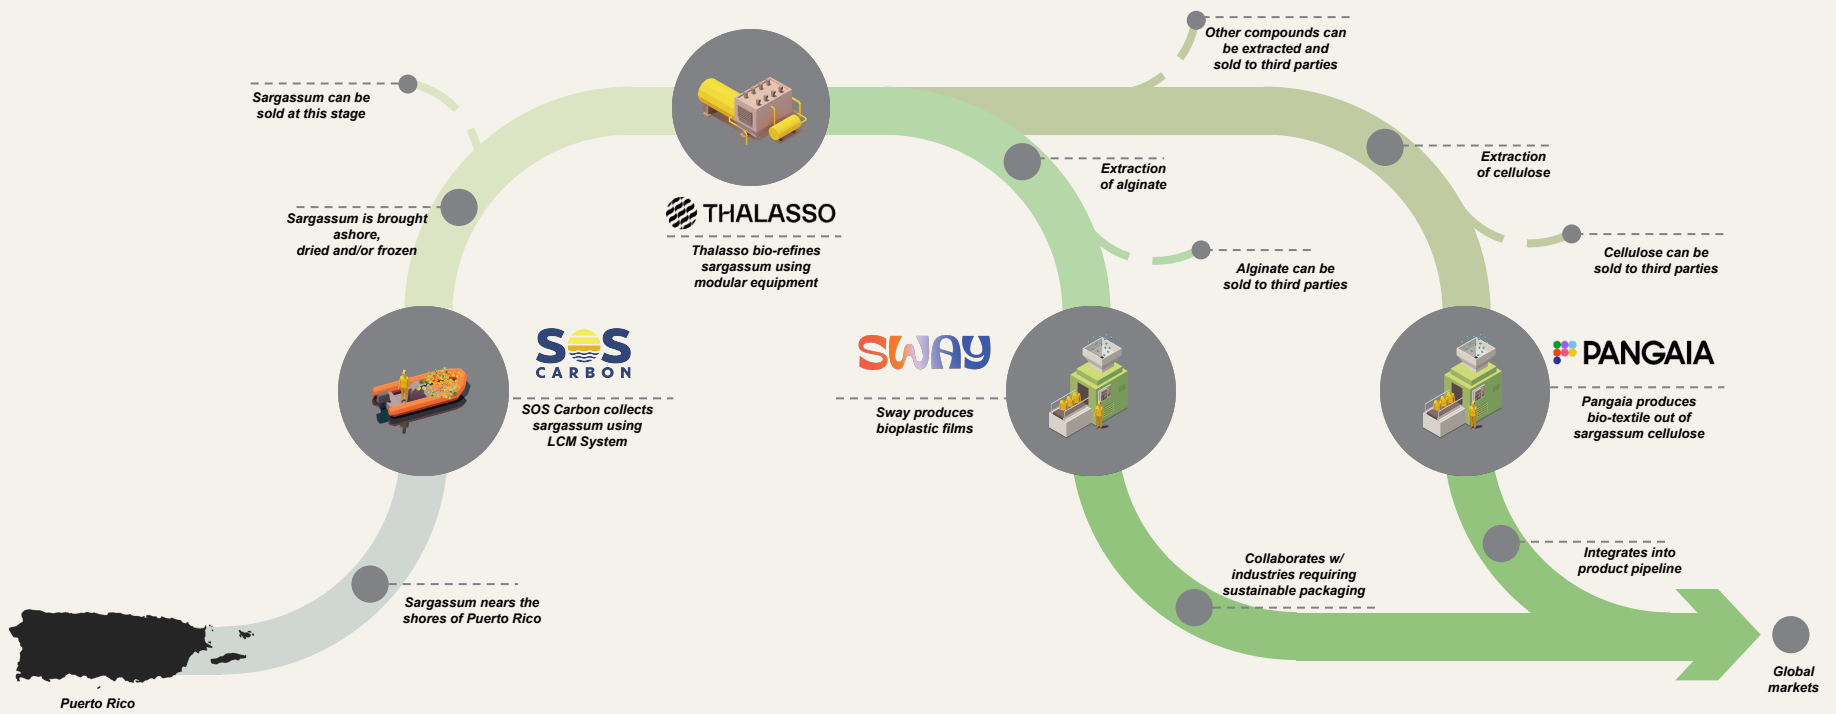 Puerto Rico
Sargassum nears the
shores of Puerto Rico
SOS
CARBON
SOS Carbon collects
sargassum using
LCM System
Sargassum is brought
ashore,
dried and/or frozen
Sargassum can be
sold at this stage
THALASSO
Thalasso bio-refines
sargassum using
modular equipment
Other compounds can
be extracted and
sold to third parties
Extraction
of alginate
Alginate can be
sold to third parties
SWAY
Sway produces
bioplastic films
Collaborates w/
industries requiring
sustainable packaging
Extraction
of cellulose
Cellulose can be
sold to third parties
PANGAIA
Pangaia produces
bio-textile out of
sargassum cellulose
Integrates into
product pipeline
Global
markets